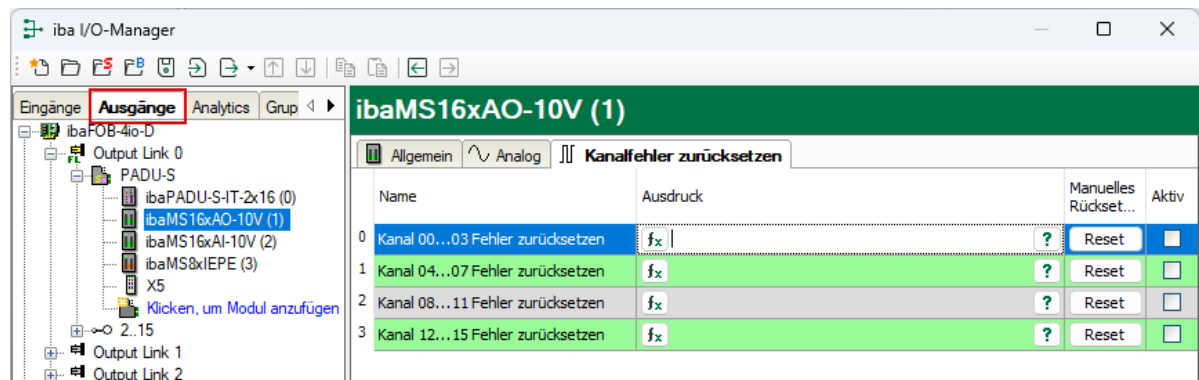 iba I/O-Manager
Eingänge Ausgänge Analytics Grup
ibaFOB-4io-D
Output Link 0
PADU-S
ibaPADU-S-IT-2x16 (0)
ibaMS16xAO-10V (1)
ibaMS16xAI-10V (2)
ibaMS8xIEPE (3)
X5
Klicken, um Modul anzufügen
2..15
Output Link 1
Output Link 2
ibaMS16xAO-10V (1)
Allgemein Analog Kanalfehler zurücksetzen
Name Ausdruck Manuelles Rückset... Aktiv
0 Kanal 00...03 Fehler zurücksetzen fx ? Reset
1 Kanal 04...07 Fehler zurücksetzen fx ? Reset
2 Kanal 08...11 Fehler zurücksetzen fx ? Reset
3 Kanal 12...15 Fehler zurücksetzen fx ? Reset